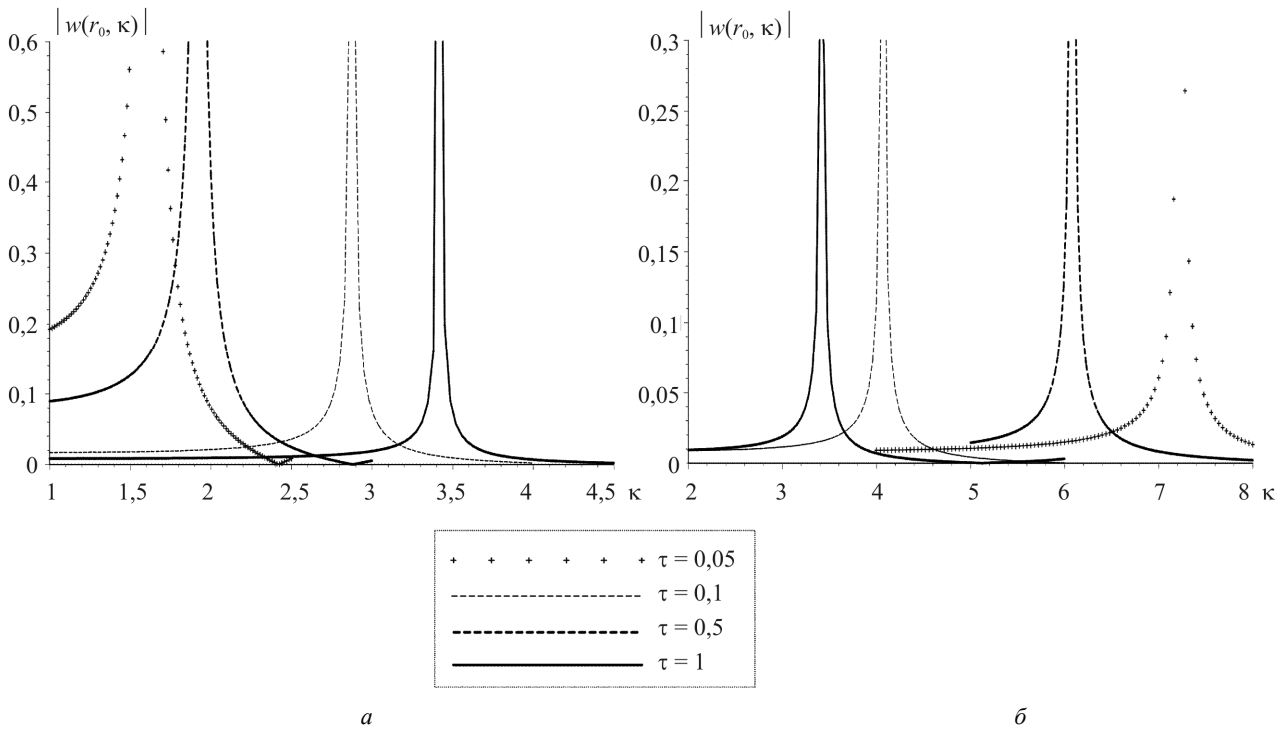 | w(r₀, κ) |
0,6
0,5
0,4
0,3
0,2
0,1
0
1 1,5 2 2,5 3 3,5 4 4,5 κ
| w(r₀, κ) |
0,3
0,25
0,2
0,15
0,1
0,05
0
2 3 4 5 6 7 8 κ
τ = 0,05
τ = 0,1
τ = 0,5
τ = 1
а
б